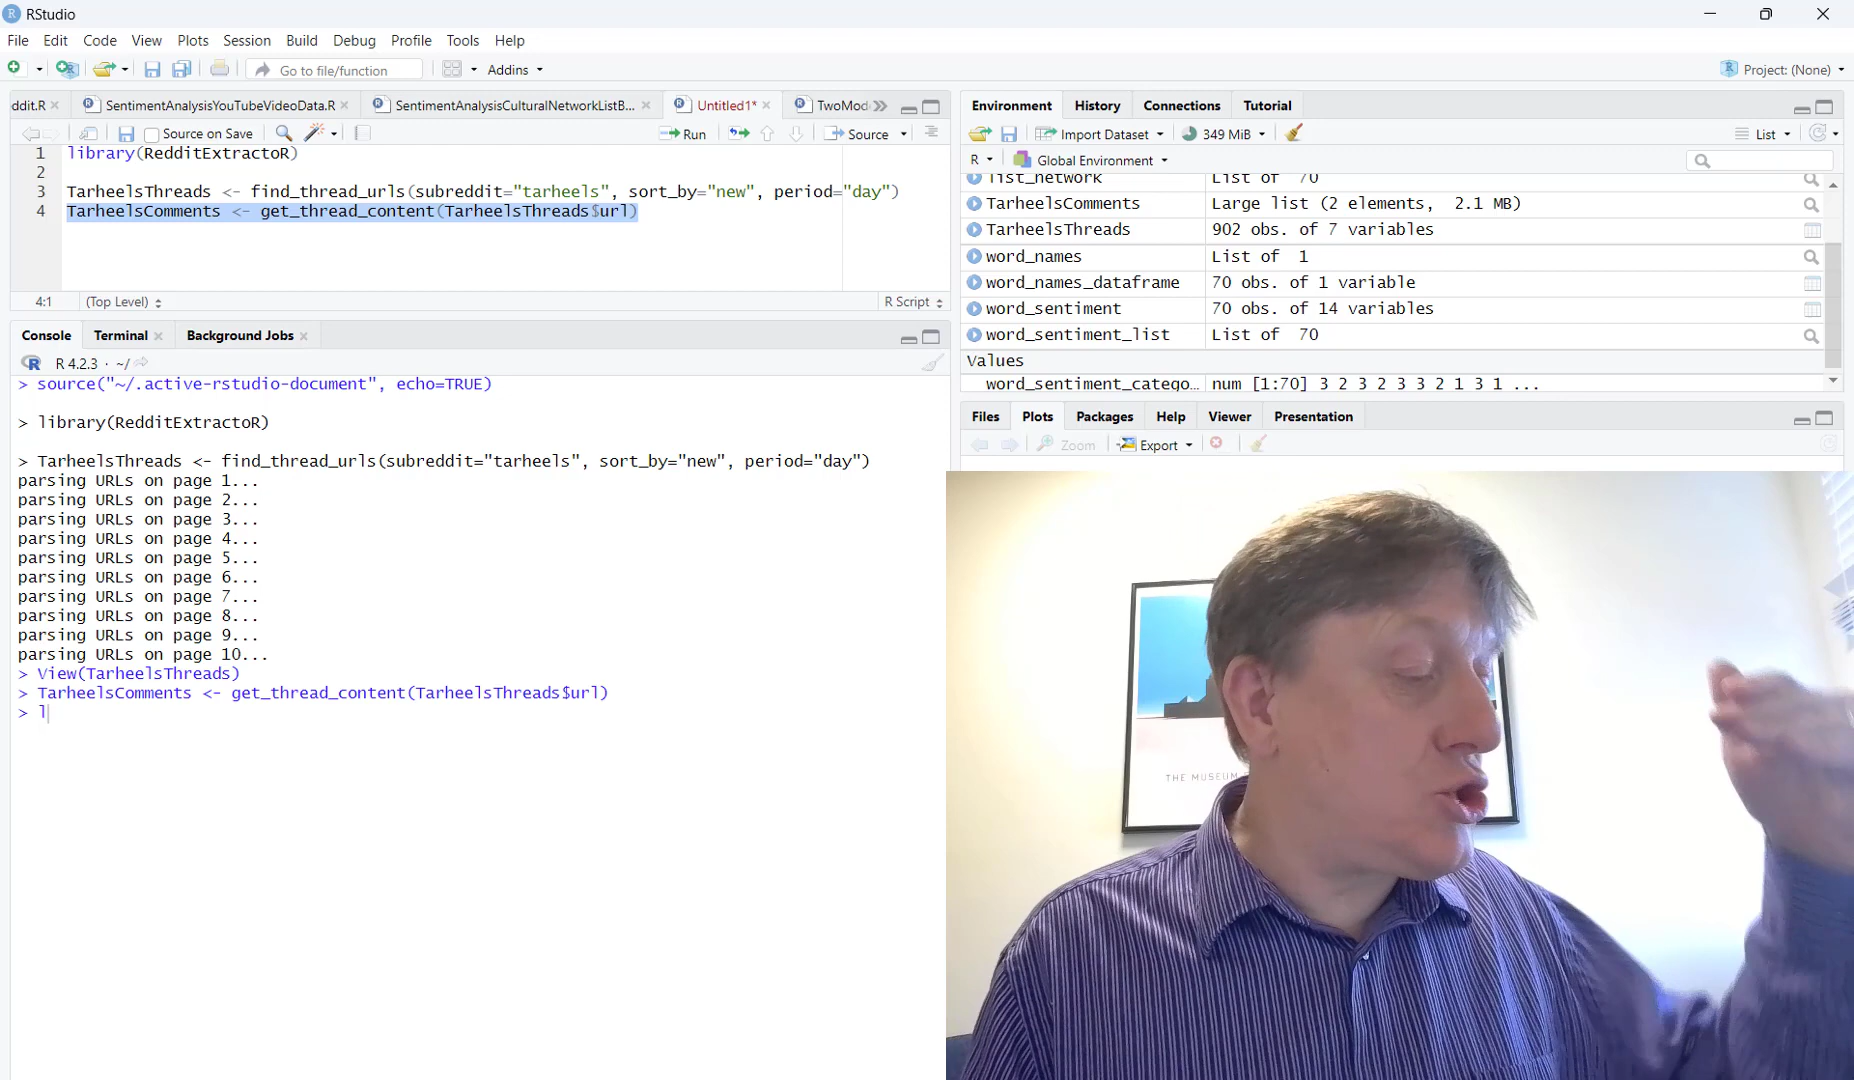 RStudio
File Edit Code View Plots Session Build Debug Profile Tools Help
Go to file/function Addins Project: (None)
ddit.R SentimentAnalysisYouTubeVideoData.R SentimentAnalysisCulturalNetworkListB... Untitled1* TwoMod
Source on Save Run Source
1 library(RedditExtractoR)
2
3 TarheelsThreads <- find_thread_urls(subreddit="tarheels", sort_by="new", period="day")
4 TarheelsComments <- get_thread_content(TarheelsThreads$url)
4:1 (Top Level) R Script
Console Terminal Background Jobs
R 4.2.3 · ~/
> source("~/.active-rstudio-document", echo=TRUE)
> library(RedditExtractoR)
> TarheelsThreads <- find_thread_urls(subreddit="tarheels", sort_by="new", period="day")
parsing URLs on page 1...
parsing URLs on page 2...
parsing URLs on page 3...
parsing URLs on page 4...
parsing URLs on page 5...
parsing URLs on page 6...
parsing URLs on page 7...
parsing URLs on page 8...
parsing URLs on page 9...
parsing URLs on page 10...
> View(TarheelsThreads)
> TarheelsComments <- get_thread_content(TarheelsThreads$url)
> l
Environment History Connections Tutorial
Import Dataset 349 MiB List
R Global Environment
list_network List of 70
TarheelsComments Large list (2 elements, 2.1 MB)
TarheelsThreads 902 obs. of 7 variables
word_names List of 1
word_names_dataframe 70 obs. of 1 variable
word_sentiment 70 obs. of 14 variables
word_sentiment_list List of 70
Values
word_sentiment_catego... num [1:70] 3 2 3 2 3 3 2 1 3 1 ...
Files Plots Packages Help Viewer Presentation
Zoom Export
THE MUSEUM